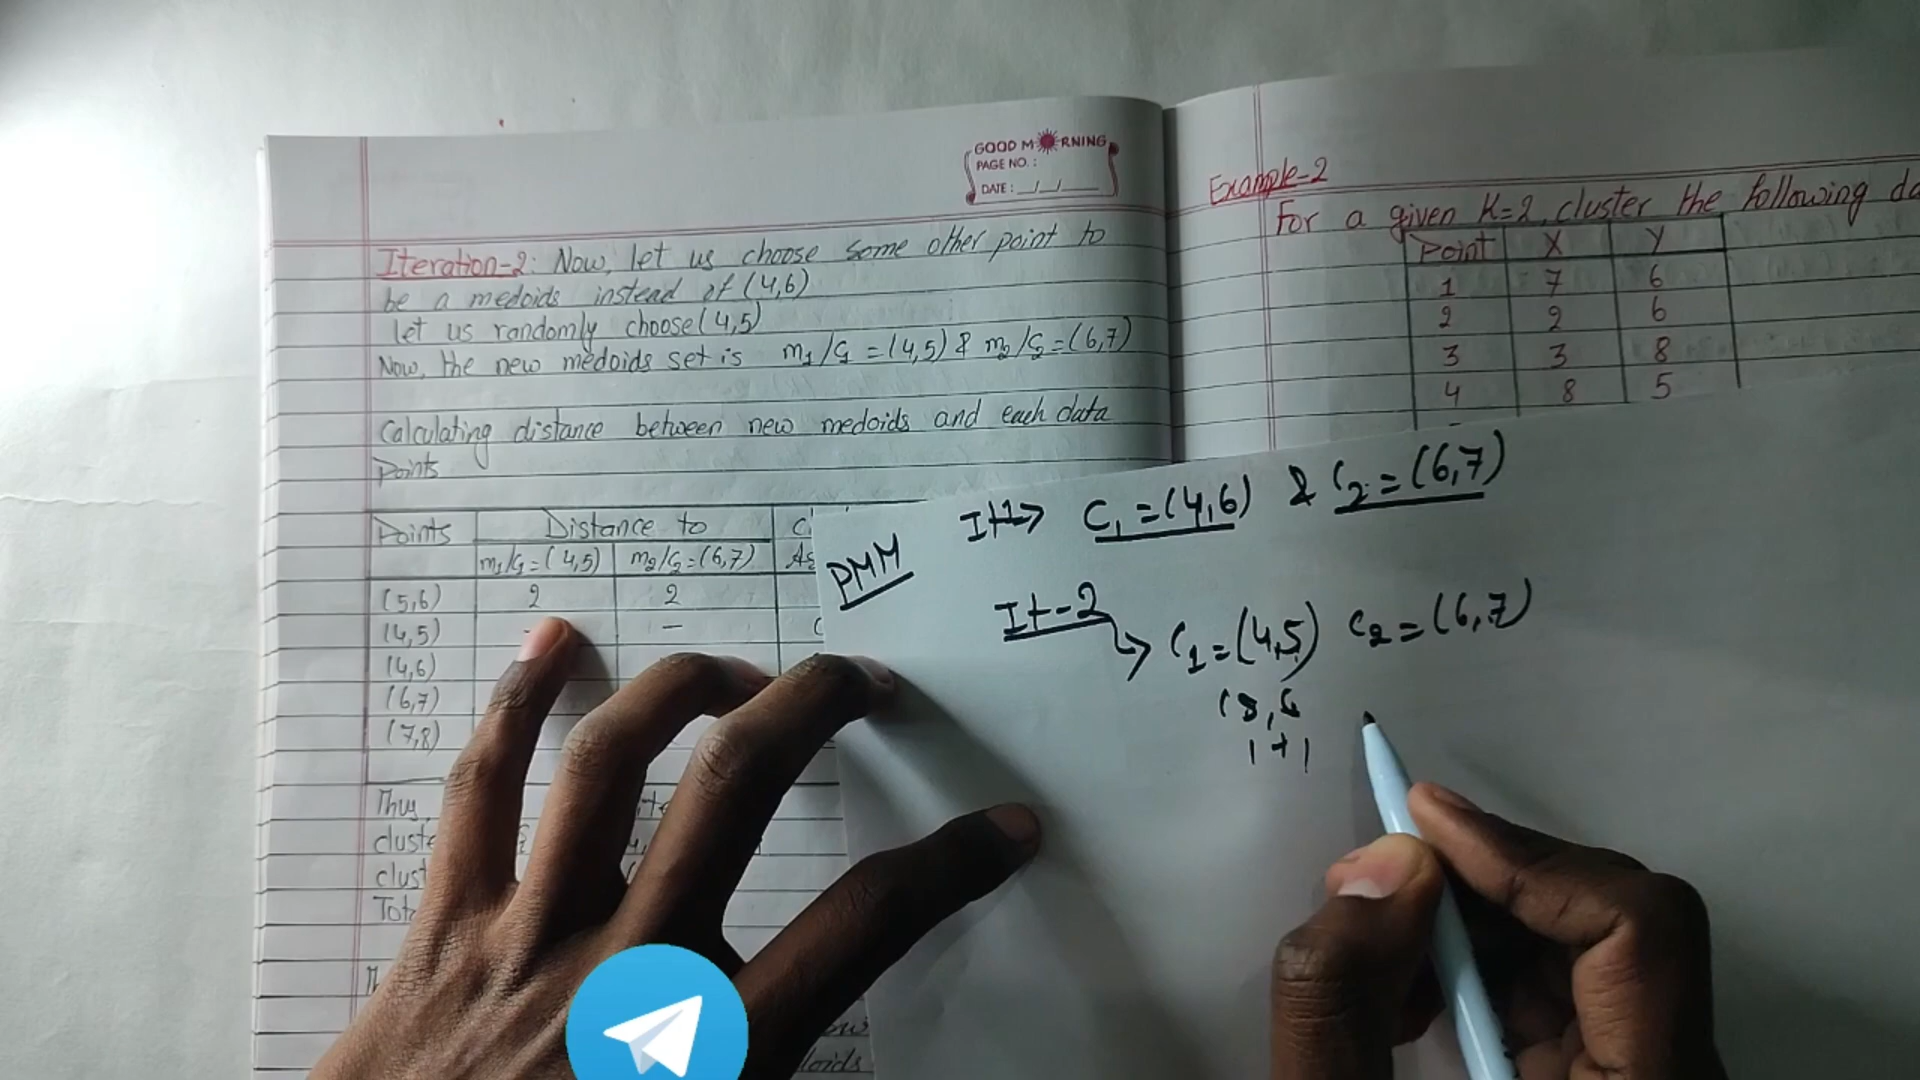 GOOD MORNING
PAGE NO. :
DATE : __/__/____
Iteration-2: Now, let us choose some other point to
be a medoids instead of (4,6)
let us randomly choose (4,5)
Now, the new medoids set is m1/C1 = (4,5) & m2/C2 = (6,7)
Calculating distance between new medoids and each data
Points
Points Distance to
m1/C1 = (4,5) m2/C2 = (6,7)
(5,6) 2 2
(4,5) - -
(4,6)
(6,7)
(7,8)
Thus,
Example-2
For a given K=2, cluster the following
Point X Y
1 7 6
2 2 6
3 3 8
4 8 5
PMM
It1→ C1 = (4,6) & C2 = (6,7)
It-2
→ C1 = (4,5) C2 = (6,7)
(5,6
1+1